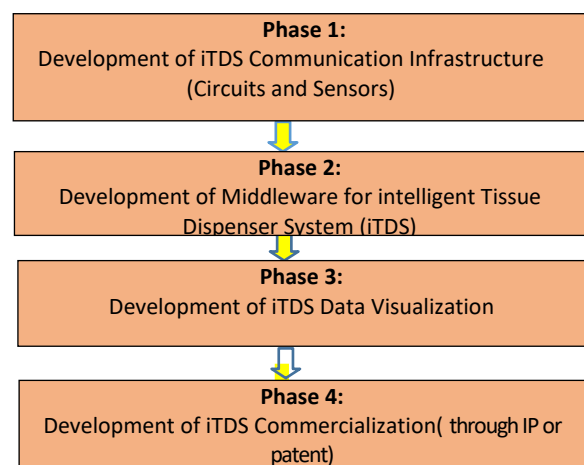 Phase 1:
Development of iTDS Communication Infrastructure
(Circuits and Sensors)
Phase 2:
Development of Middleware for intelligent Tissue
Dispenser System (iTDS)
Phase 3:
Development of iTDS Data Visualization
Phase 4:
Development of iTDS Commercialization( through IP or
patent)